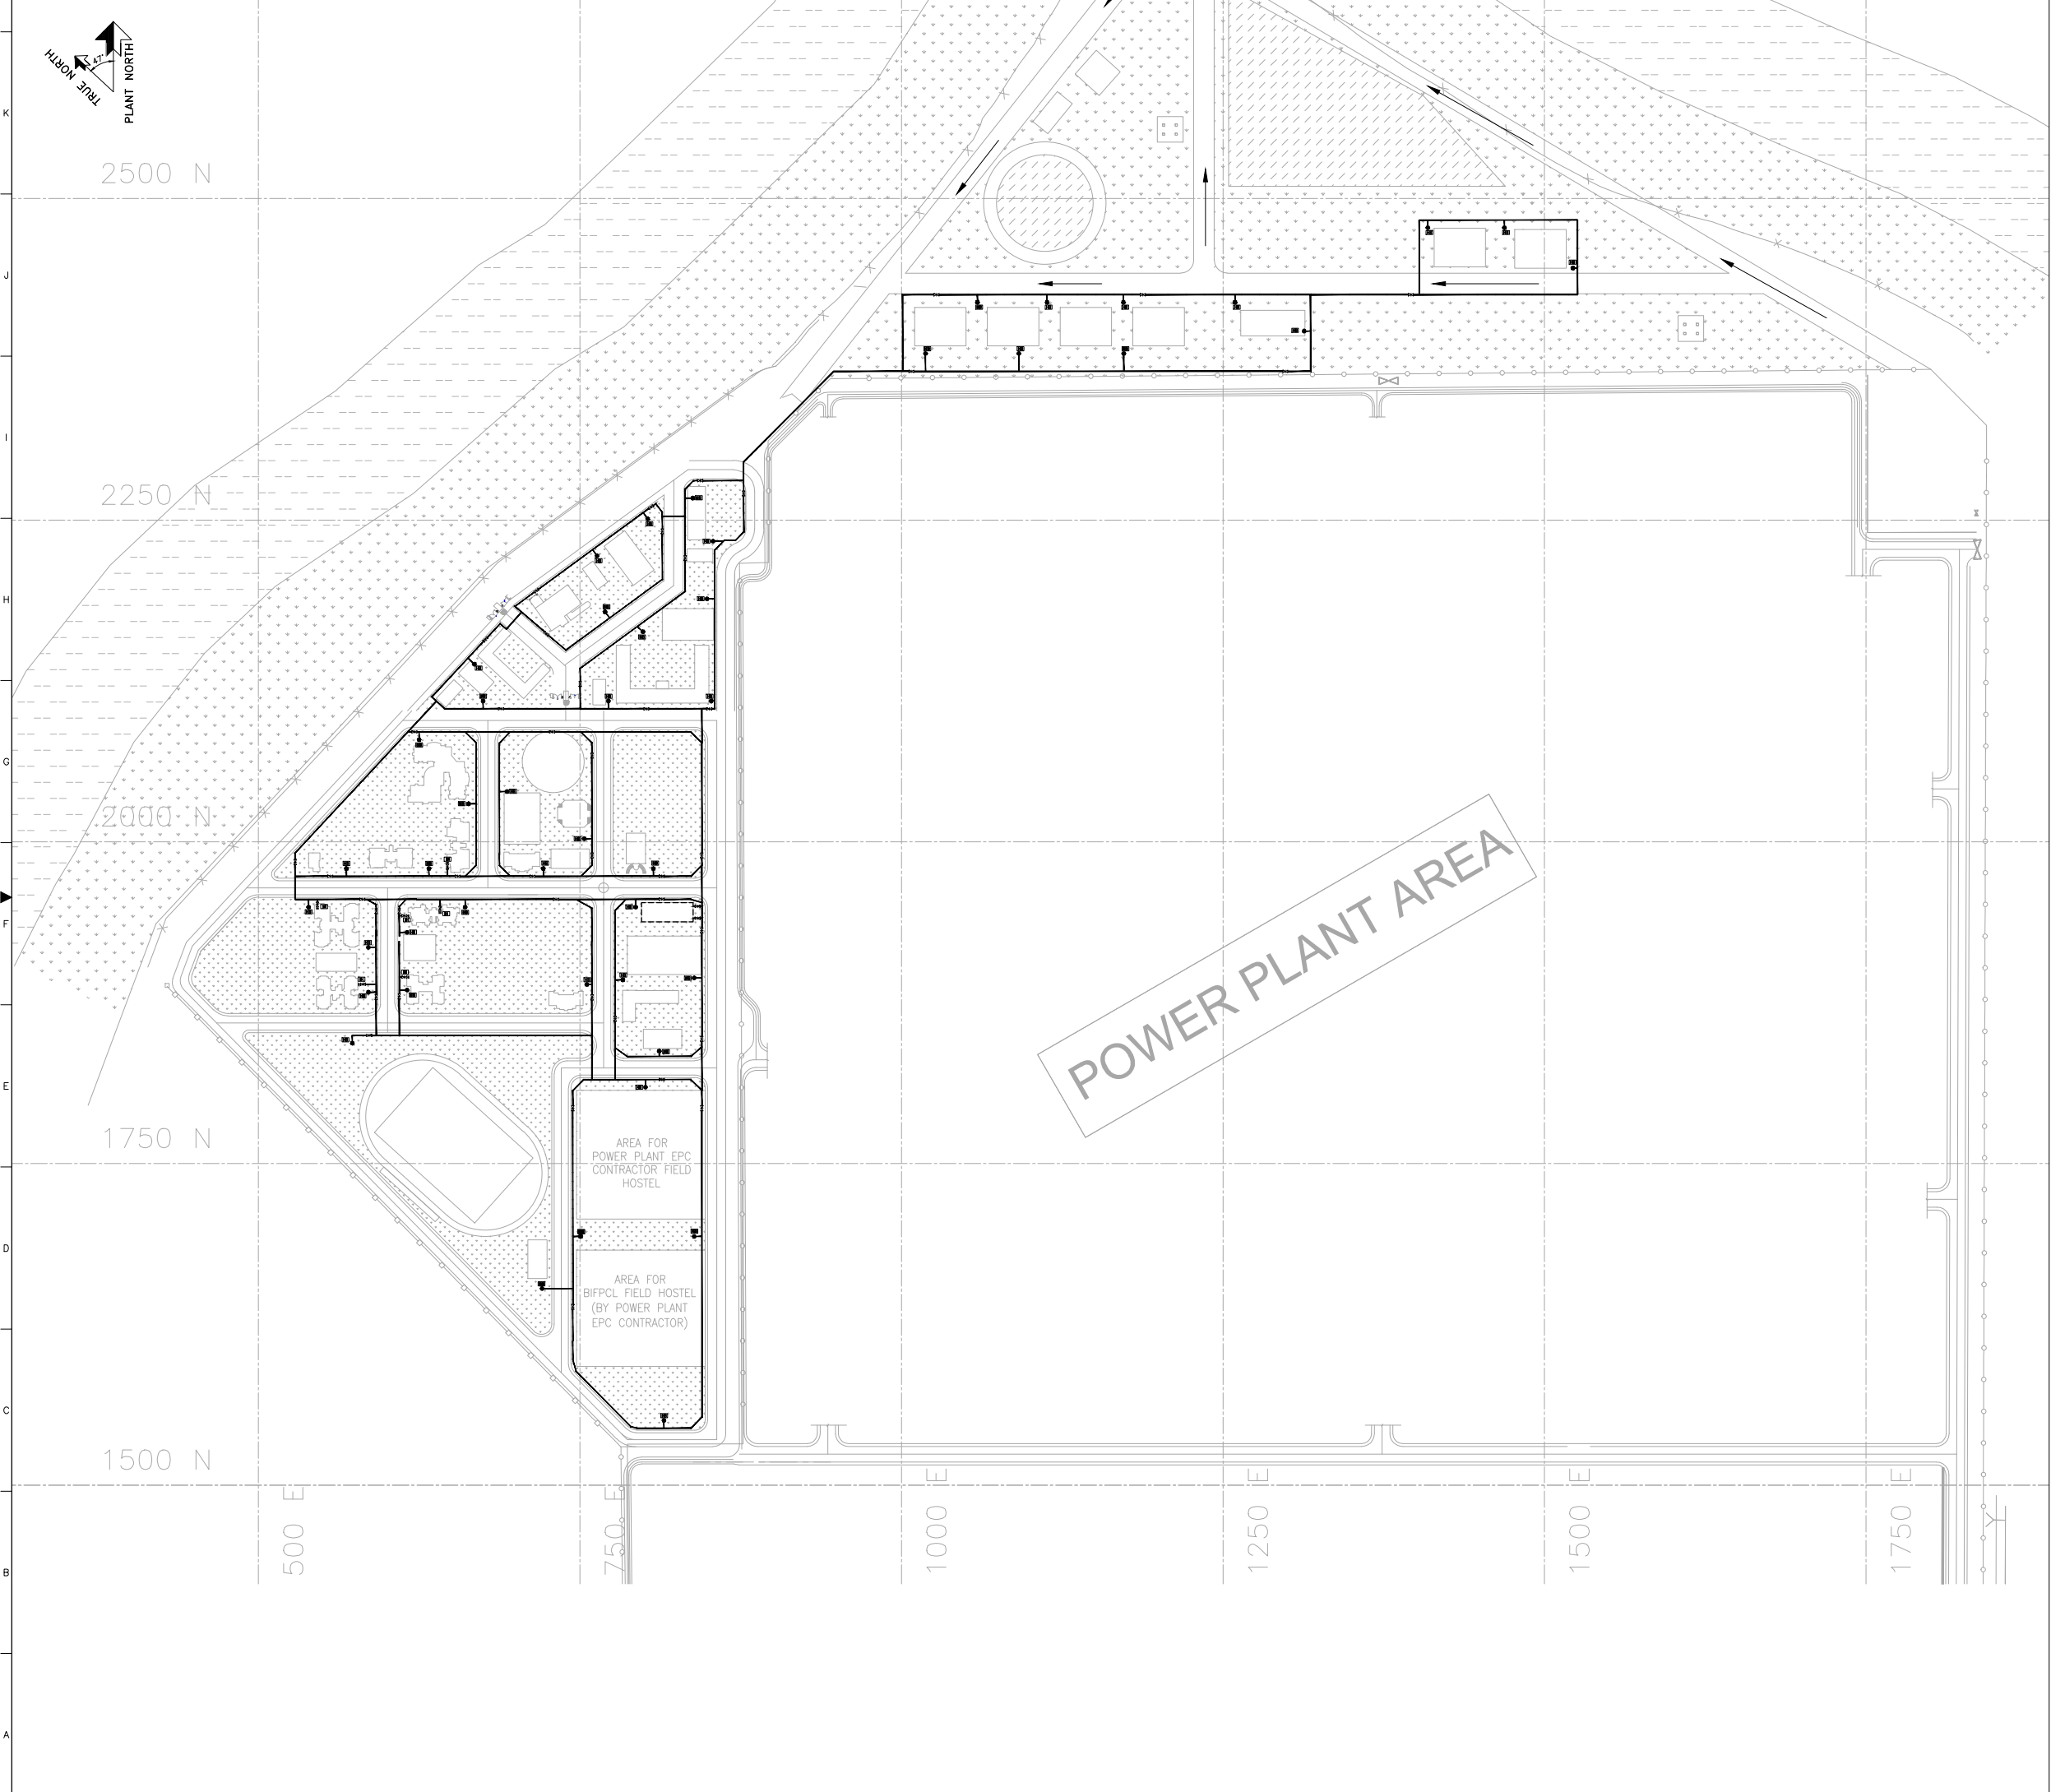 TRUE NORTH
47°
PLANT NORTH
K
2500 N
J
I
2250 N
H
G
2000 N
F
POWER PLANT AREA
E
1750 N
AREA FOR
POWER PLANT EPC
CONTRACTOR FIELD
HOSTEL
D
AREA FOR
BIFPCL FIELD HOSTEL
(BY POWER PLANT
EPC CONTRACTOR)
C
1500 N
500 E
750 E
1000 E
1250 E
1500 E
1750 E
B
A